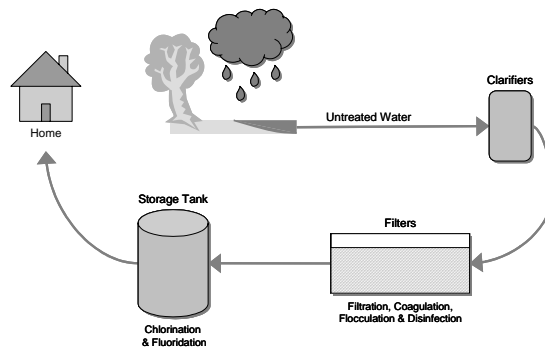 Clarifiers
Untreated Water
Home
Storage Tank
Filters
Filtration, Coagulation,
Flocculation & Disinfection
Chlorination
& Fluoridation